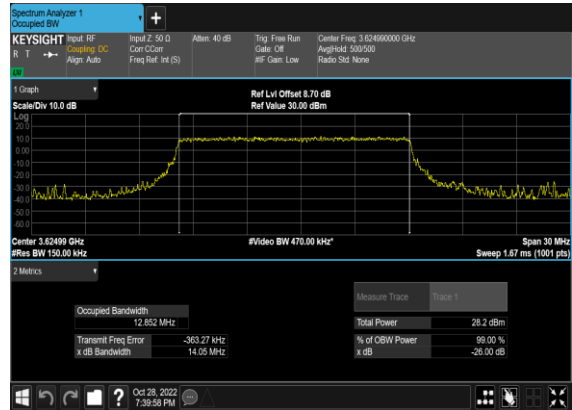 Spectrum Analyzer 1
Occupied BW
+
KEYSIGHT
R T
LW
Input: RF
Coupling: DC
Align: Auto
Input Z: 50 Ω
Corr CCorr
Freq Ref: Int (S)
Atten: 40 dB
Trig: Free Run
Gate: Off
#IF Gain: Low
Center Freq: 3.624990000 GHz
Avg|Hold: 500/500
Radio Std: None
1 Graph
Scale/Div 10.0 dB
Ref Lvl Offset 8.70 dB
Ref Value 30.00 dBm
Log
20.0
10.0
0.00
-10.0
-20.0
-30.0
-40.0
-50.0
-60.0
Center 3.62499 GHz
#Res BW 150.00 kHz
#Video BW 470.00 kHz*
Span 30 MHz
Sweep 1.67 ms (1001 pts)
2 Metrics
Measure Trace
Trace 1
Occupied Bandwidth
12.852 MHz
Total Power
28.2 dBm
Transmit Freq Error
-363.27 kHz
% of OBW Power
99.00 %
x dB Bandwidth
14.05 MHz
x dB
-26.00 dB
?
Oct 28, 2022
7:39:58 PM